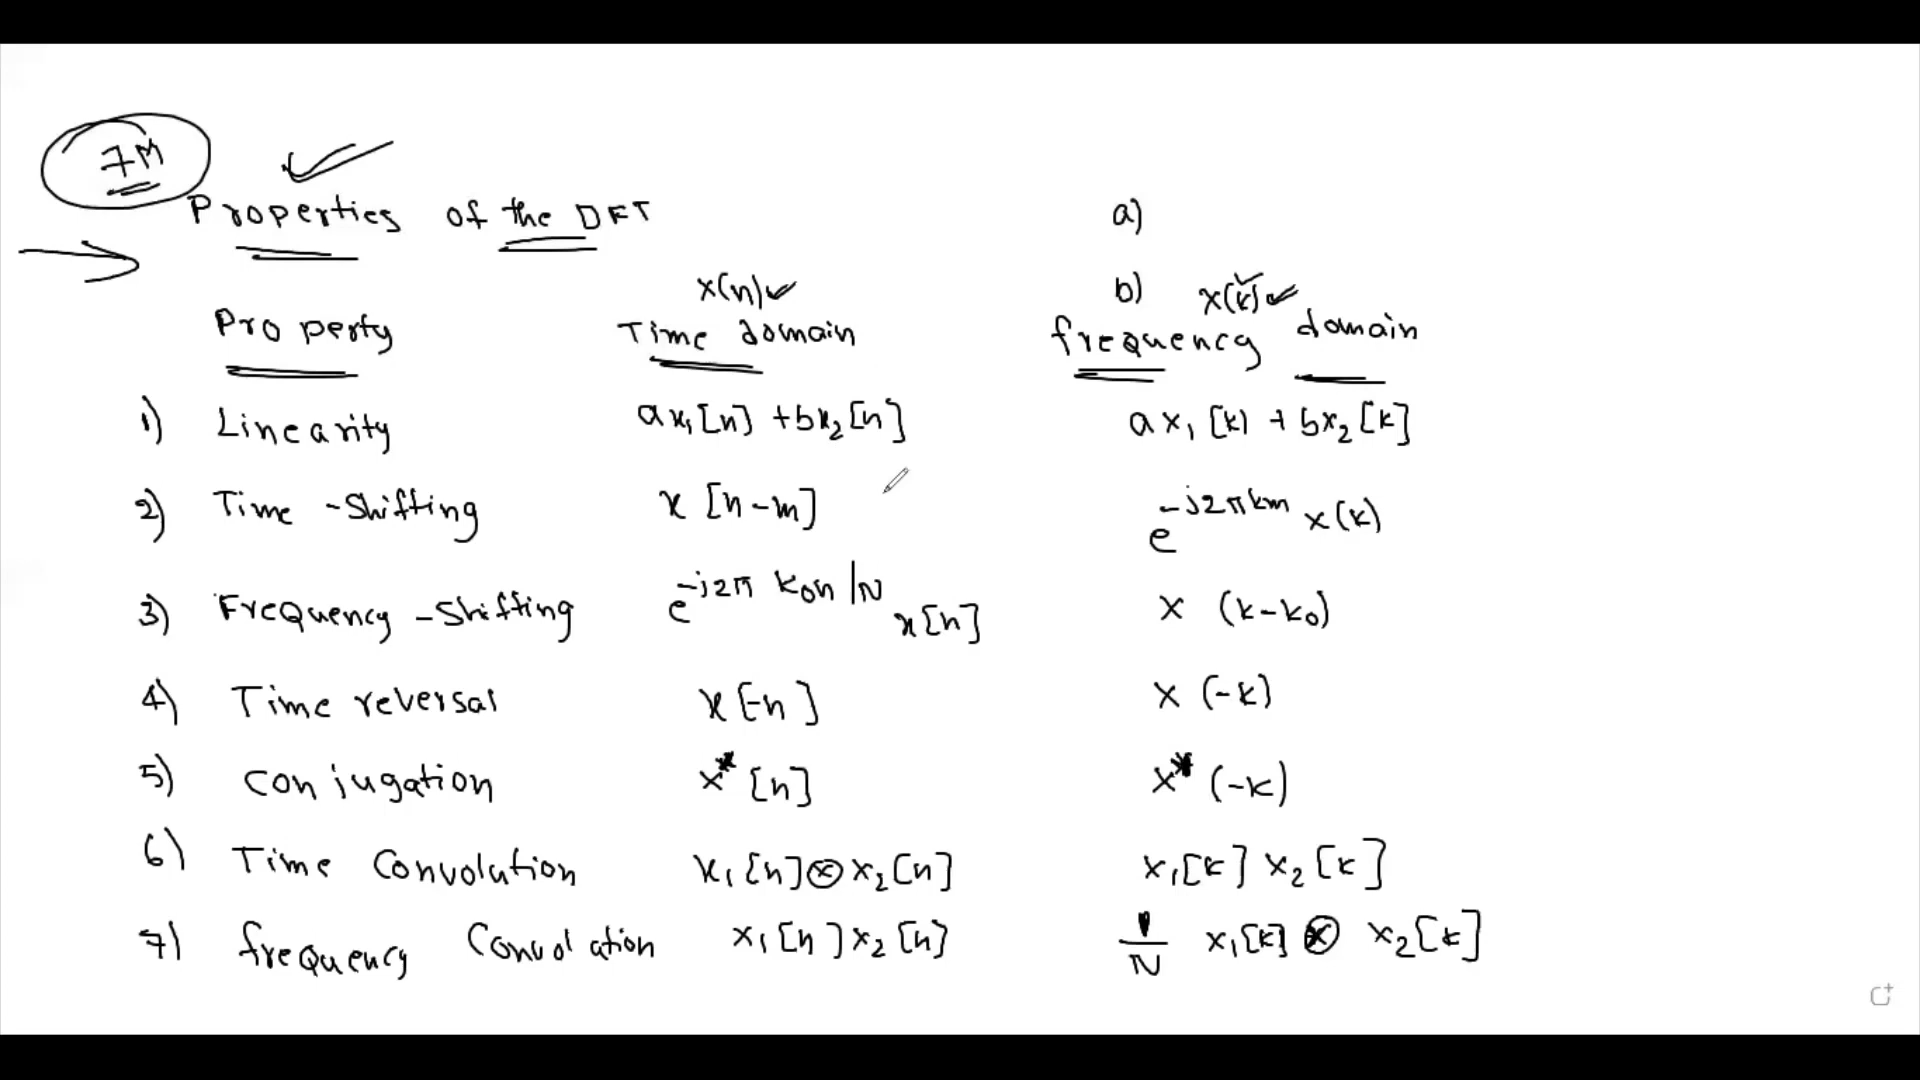 7M
Properties of the DFT
a)
b)
x(n) x(k)
Property Time domain frequency domain
1) Linearity ax₁[n] + bx₂[n] ax₁[k) + bx₂[k]
2) Time - Shifting x [n-m] e^-j2πkm x(k)
3) Frequency - Shifting e^-j2π k₀n|N x[n] x (k-k₀)
4) Time reversal x[-n] x (-k)
5) Conjugation x* [n] x* (-k)
6) Time Convolution x₁[n] ⊗ x₂[n] x₁[k] x₂[k]
7) frequency Convolation x₁[n] x₂[n] 1/N x₁[k] ⊗ x₂[k]